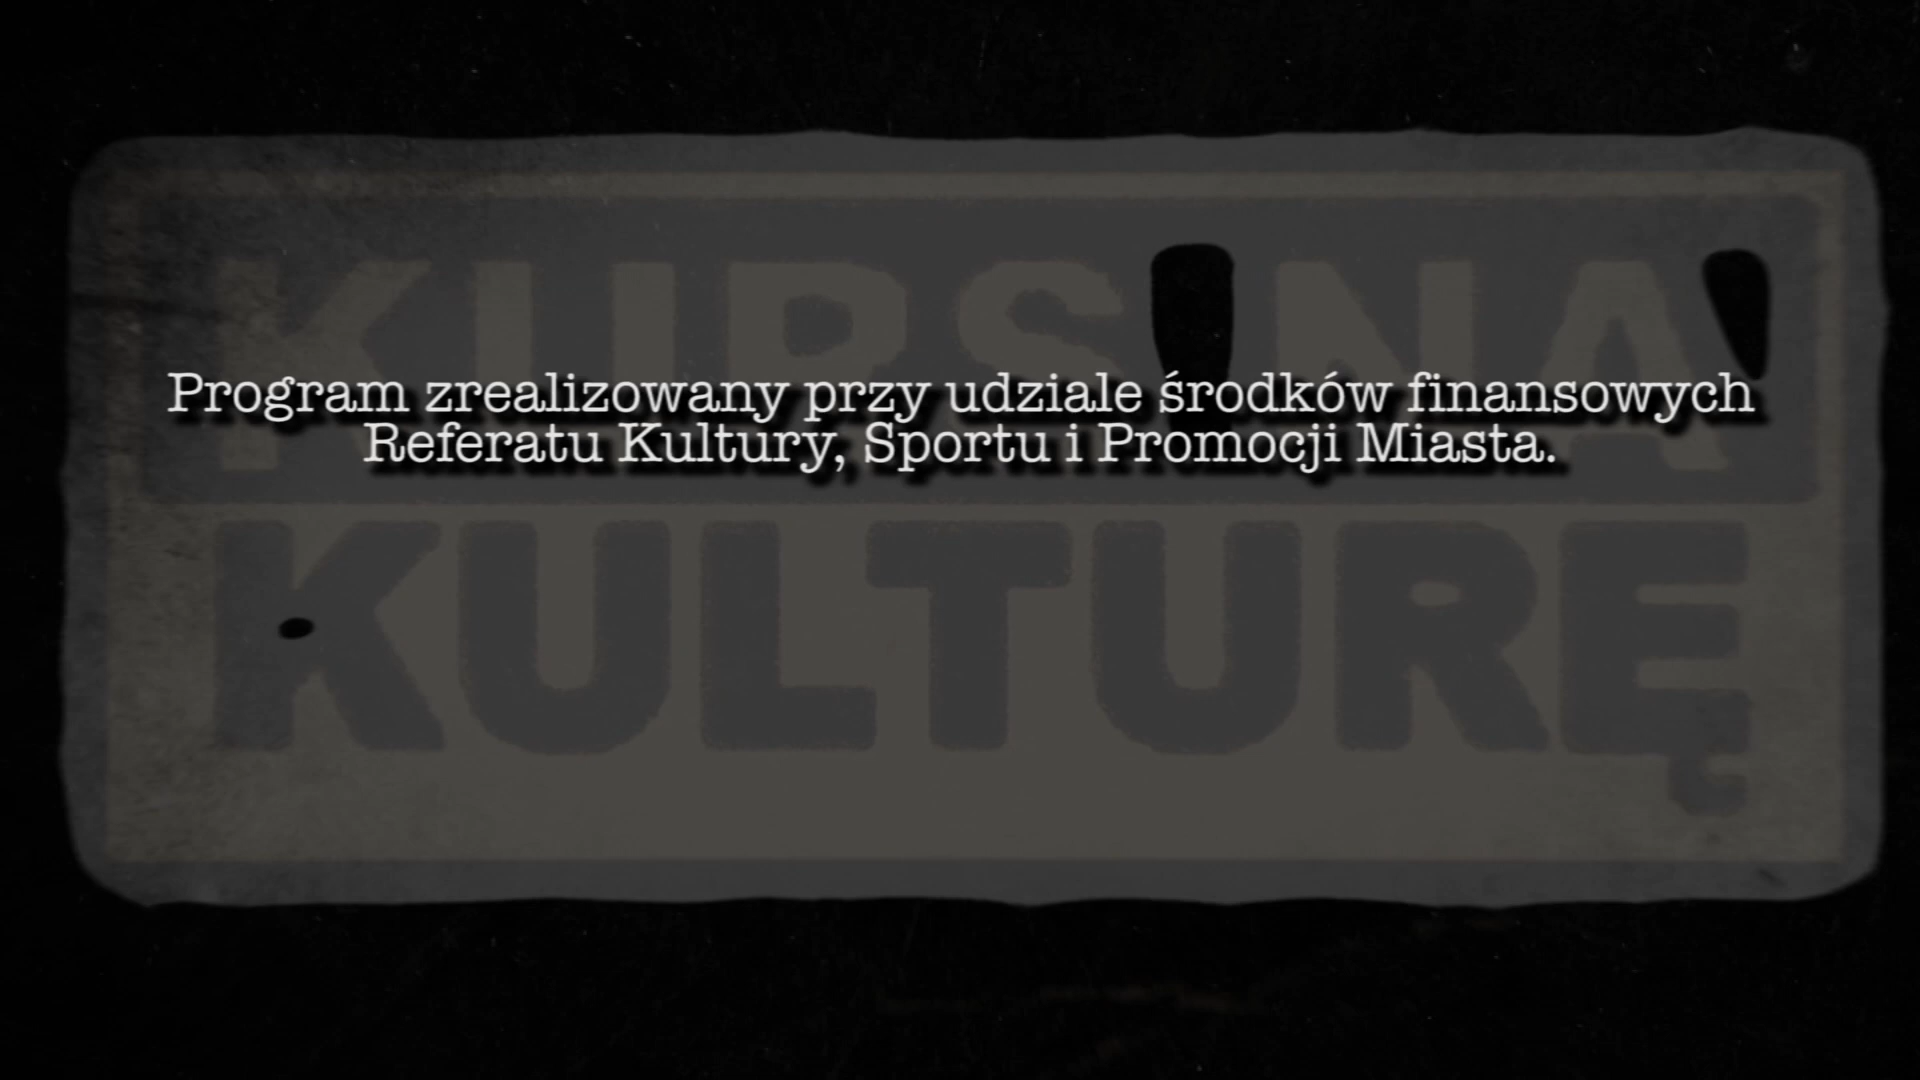 KURS NA
Program zrealizowany przy udziale środków finansowych
Referatu Kultury, Sportu i Promocji Miasta.
KULTURĘ